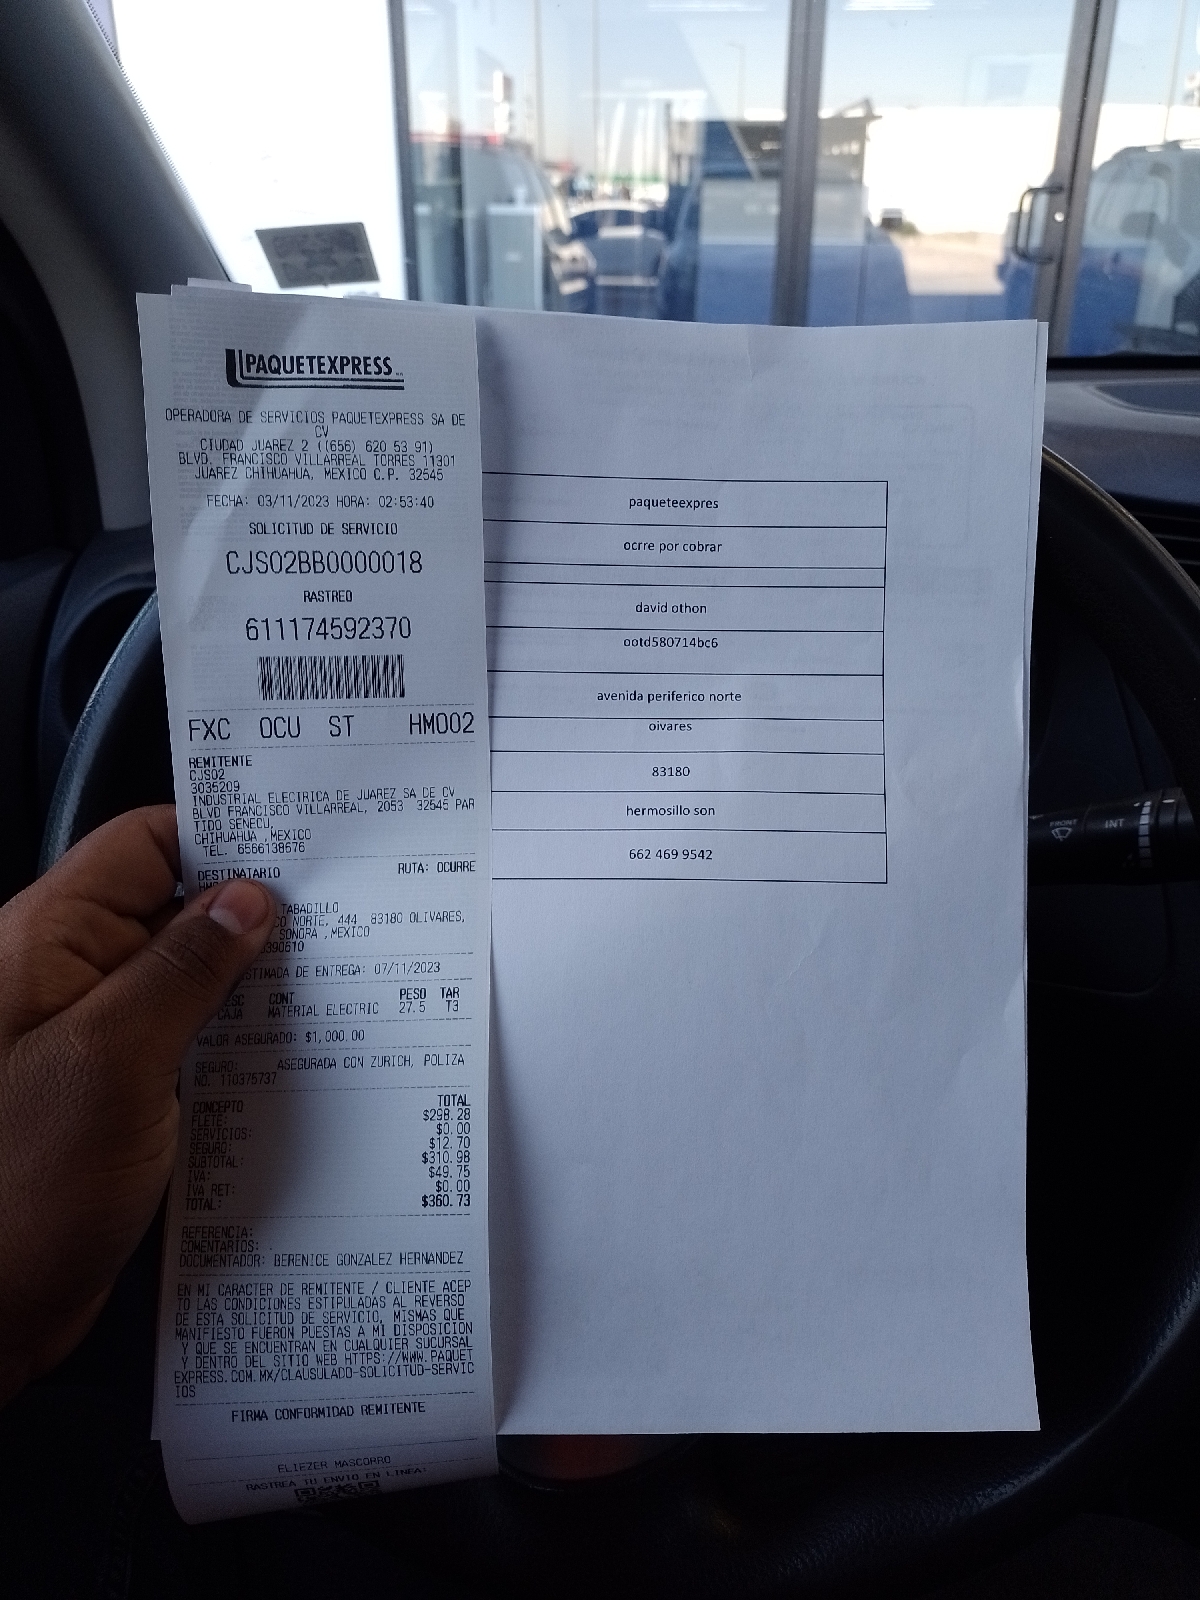 PAQUETEXPRESS
OPERADORA DE SERVICIOS PAQUETEXPRESS SA DE
CV
CIUDAD JUAREZ 2 ((656) 620 53 91)
BLVD. FRANCISCO VILLARREAL TORRES 11301
JUAREZ CHIHUAHUA, MEXICO C.P. 32545
FECHA: 03/11/2023 HORA: 02:53:40
SOLICITUD DE SERVICIO
CJS02BB0000018
RASTREO
611174592370
FXC OCU ST HM002
REMITENTE
CJS02
3035209
INDUSTRIAL ELECTRICA DE JUAREZ SA DE CV
BLVD FRANCISCO VILLARREAL, 2053 32545 PAR
TIDO SENECU,
CHIHUAHUA ,MEXICO
TEL. 6566138676
DESTINATARIO RUTA: OCURRE
TABADILLO
CO NORTE, 444 83180 OLIVARES,
SONORA ,MEXICO
390610
STIMADA DE ENTREGA: 07/11/2023
ESC CONT PESO TAR
CAJA MATERIAL ELECTRIC 27.5 T3
VALOR ASEGURADO: $1,000.00
SEGURO: ASEGURADA CON ZURICH, POLIZA
NO. 110375737
CONCEPTO TOTAL
FLETE: $298.28
SERVICIOS: $0.00
SEGURO: $12.70
SUBTOTAL: $310.98
IVA: $49.75
IVA RET: $0.00
TOTAL: $360.73
REFERENCIA:
COMENTARIOS: .
DOCUMENTADOR: BERENICE GONZALEZ HERNANDEZ
EN MI CARACTER DE REMITENTE / CLIENTE ACEP
TO LAS CONDICIONES ESTIPULADAS AL REVERSO
DE ESTA SOLICITUD DE SERVICIO, MISMAS QUE
MANIFIESTO FUERON PUESTAS A MI DISPOSICION
Y QUE SE ENCUENTRAN EN CUALQUIER SUCURSAL
Y DENTRO DEL SITIO WEB HTTPS://WWW.PAQUET
EXPRESS.COM.MX/CLAUSULADO-SOLICITUD-SERVIC
IOS
FIRMA CONFORMIDAD REMITENTE
ELIEZER MASCORRO
RASTREA TU ENVIO EN LINEA:
paqueteexpres
ocrre por cobrar
david othon
ootd580714bc6
avenida periferico norte
oivares
83180
hermosillo son
662 469 9542
FRONT INT